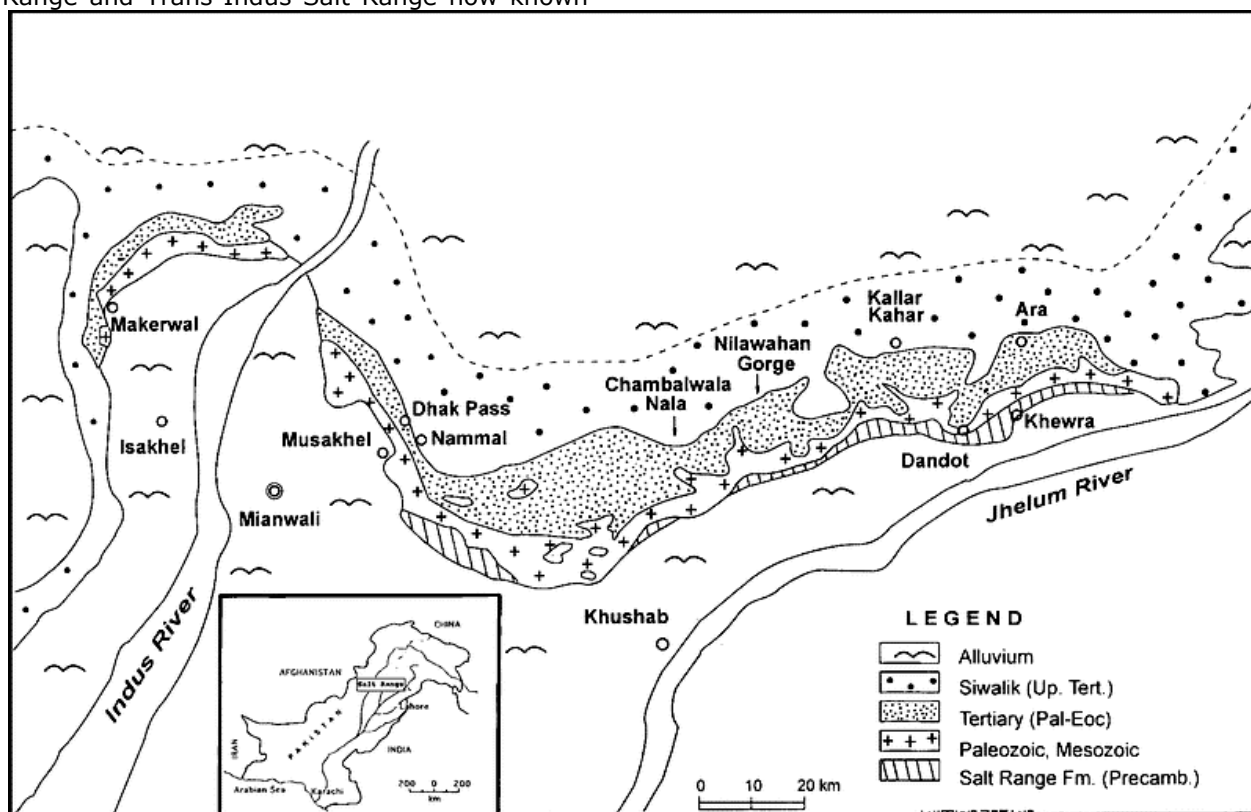 Range and Trans Indus Salt Range now known
Kallar
Kahar
Ara
Makerwal
Nilawahan
Gorge
Chambalwala
Nala
Dhak Pass
Nammal
Musakhel
Isakhel
Khewra
Dandot
Mianwali
Jhelum River
Indus River
Khushab
CHINA
AFGHANISTAN
Salt Range
Lahore
PAKISTAN
INDIA
IRAN
Arabian Sea
Karachi
200 0 200
km
0 10 20 km
LEGEND
Alluvium
Siwalik (Up. Tert.)
Tertiary (Pal-Eoc)
Paleozoic, Mesozoic
Salt Range Fm. (Precamb.)